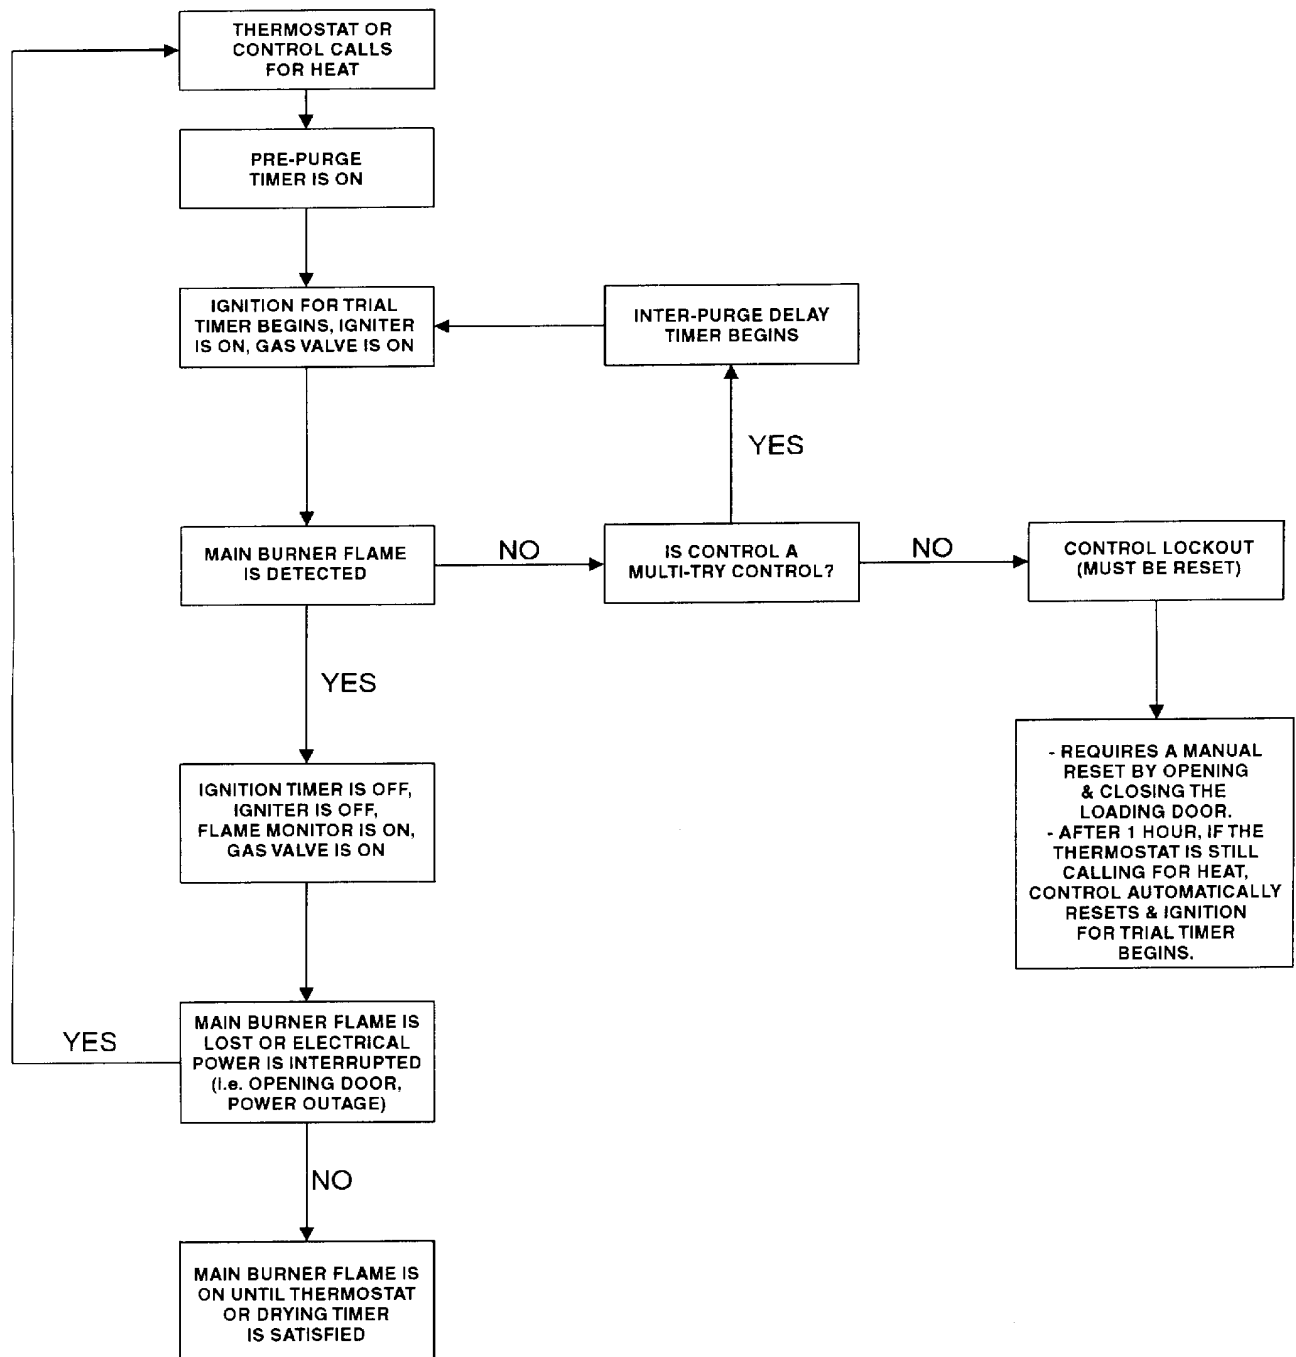 THERMOSTAT OR
CONTROL CALLS
FOR HEAT
PRE-PURGE
TIMER IS ON
IGNITION FOR TRIAL
TIMER BEGINS, IGNITER
IS ON, GAS VALVE IS ON
INTER-PURGE DELAY
TIMER BEGINS
YES
MAIN BURNER FLAME
IS DETECTED
NO
IS CONTROL A
MULTI-TRY CONTROL?
NO
CONTROL LOCKOUT
(MUST BE RESET)
YES
- REQUIRES A MANUAL
RESET BY OPENING
& CLOSING THE
LOADING DOOR.
- AFTER 1 HOUR, IF THE
THERMOSTAT IS STILL
CALLING FOR HEAT,
CONTROL AUTOMATICALLY
RESETS & IGNITION
FOR TRIAL TIMER
BEGINS.
IGNITION TIMER IS OFF,
IGNITER IS OFF,
FLAME MONITOR IS ON,
GAS VALVE IS ON
YES
MAIN BURNER FLAME IS
LOST OR ELECTRICAL
POWER IS INTERRUPTED
(i.e. OPENING DOOR,
POWER OUTAGE)
NO
MAIN BURNER FLAME IS
ON UNTIL THERMOSTAT
OR DRYING TIMER
IS SATISFIED